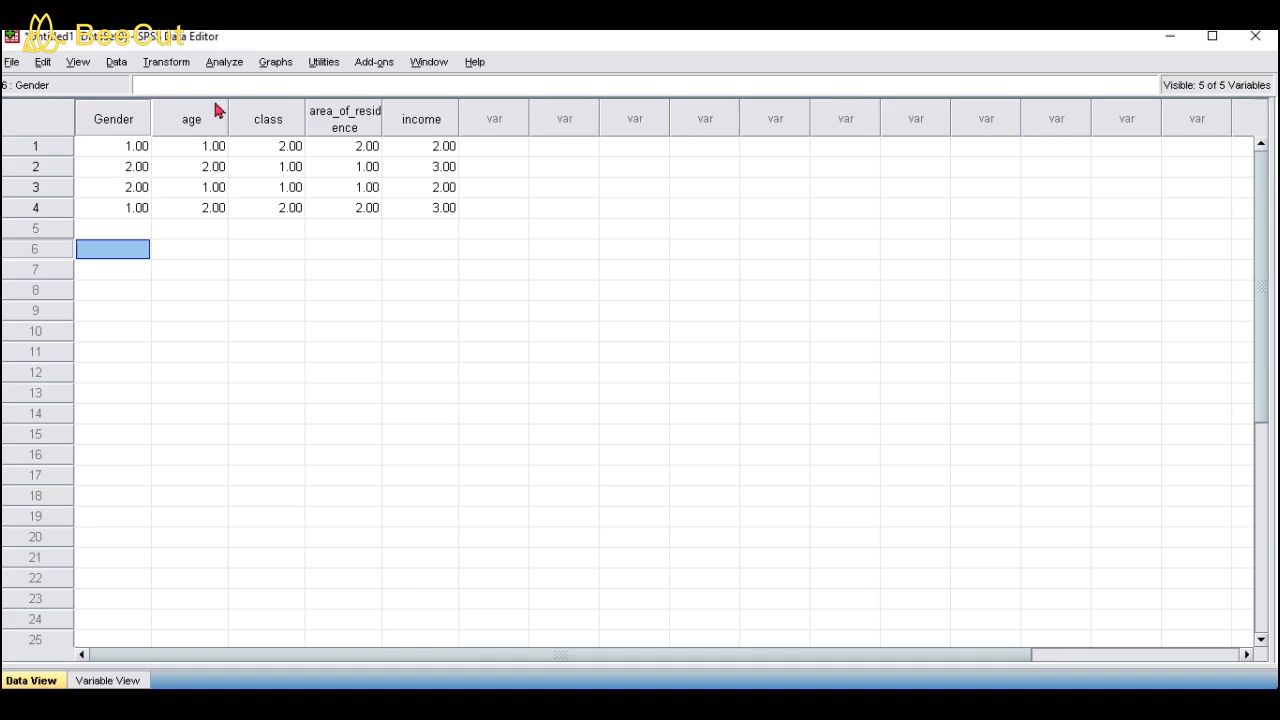 BeeCut
*Untitled1 [DataSet0] - SPSS Data Editor
File Edit View Data Transform Analyze Graphs Utilities Add-ons Window Help
6 : Gender Visible: 5 of 5 Variables
Gender age class area_of_resid
ence income var var var var var var var var var var var
1 1.00 1.00 2.00 2.00 2.00
2 2.00 2.00 1.00 1.00 3.00
3 2.00 1.00 1.00 1.00 2.00
4 1.00 2.00 2.00 2.00 3.00
5
6
7
8
9
10
11
12
13
14
15
16
17
18
19
20
21
22
23
24
25
Data View Variable View